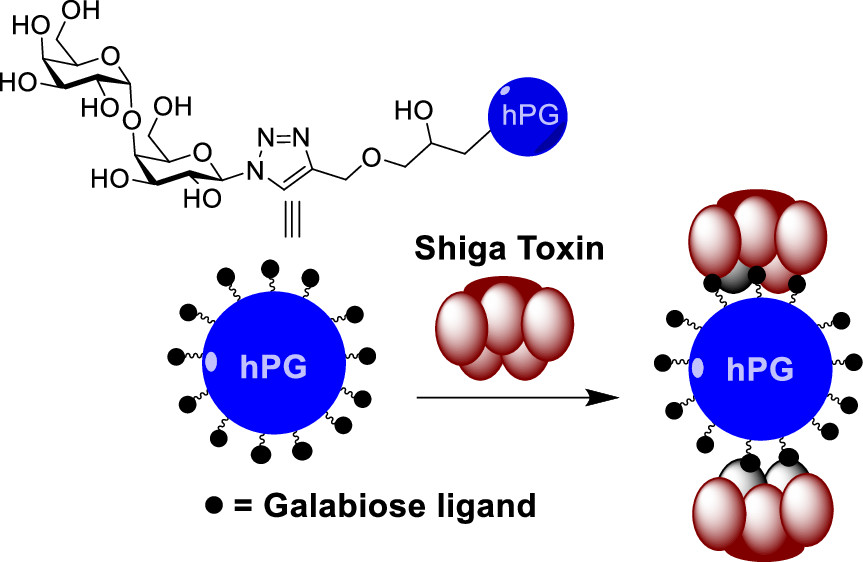 OH
HO
O
HO
HO
O
OH
O
HO
HO
N=N
N
O
HO
hPG
Shiga Toxin
hPG
hPG
= Galabiose ligand